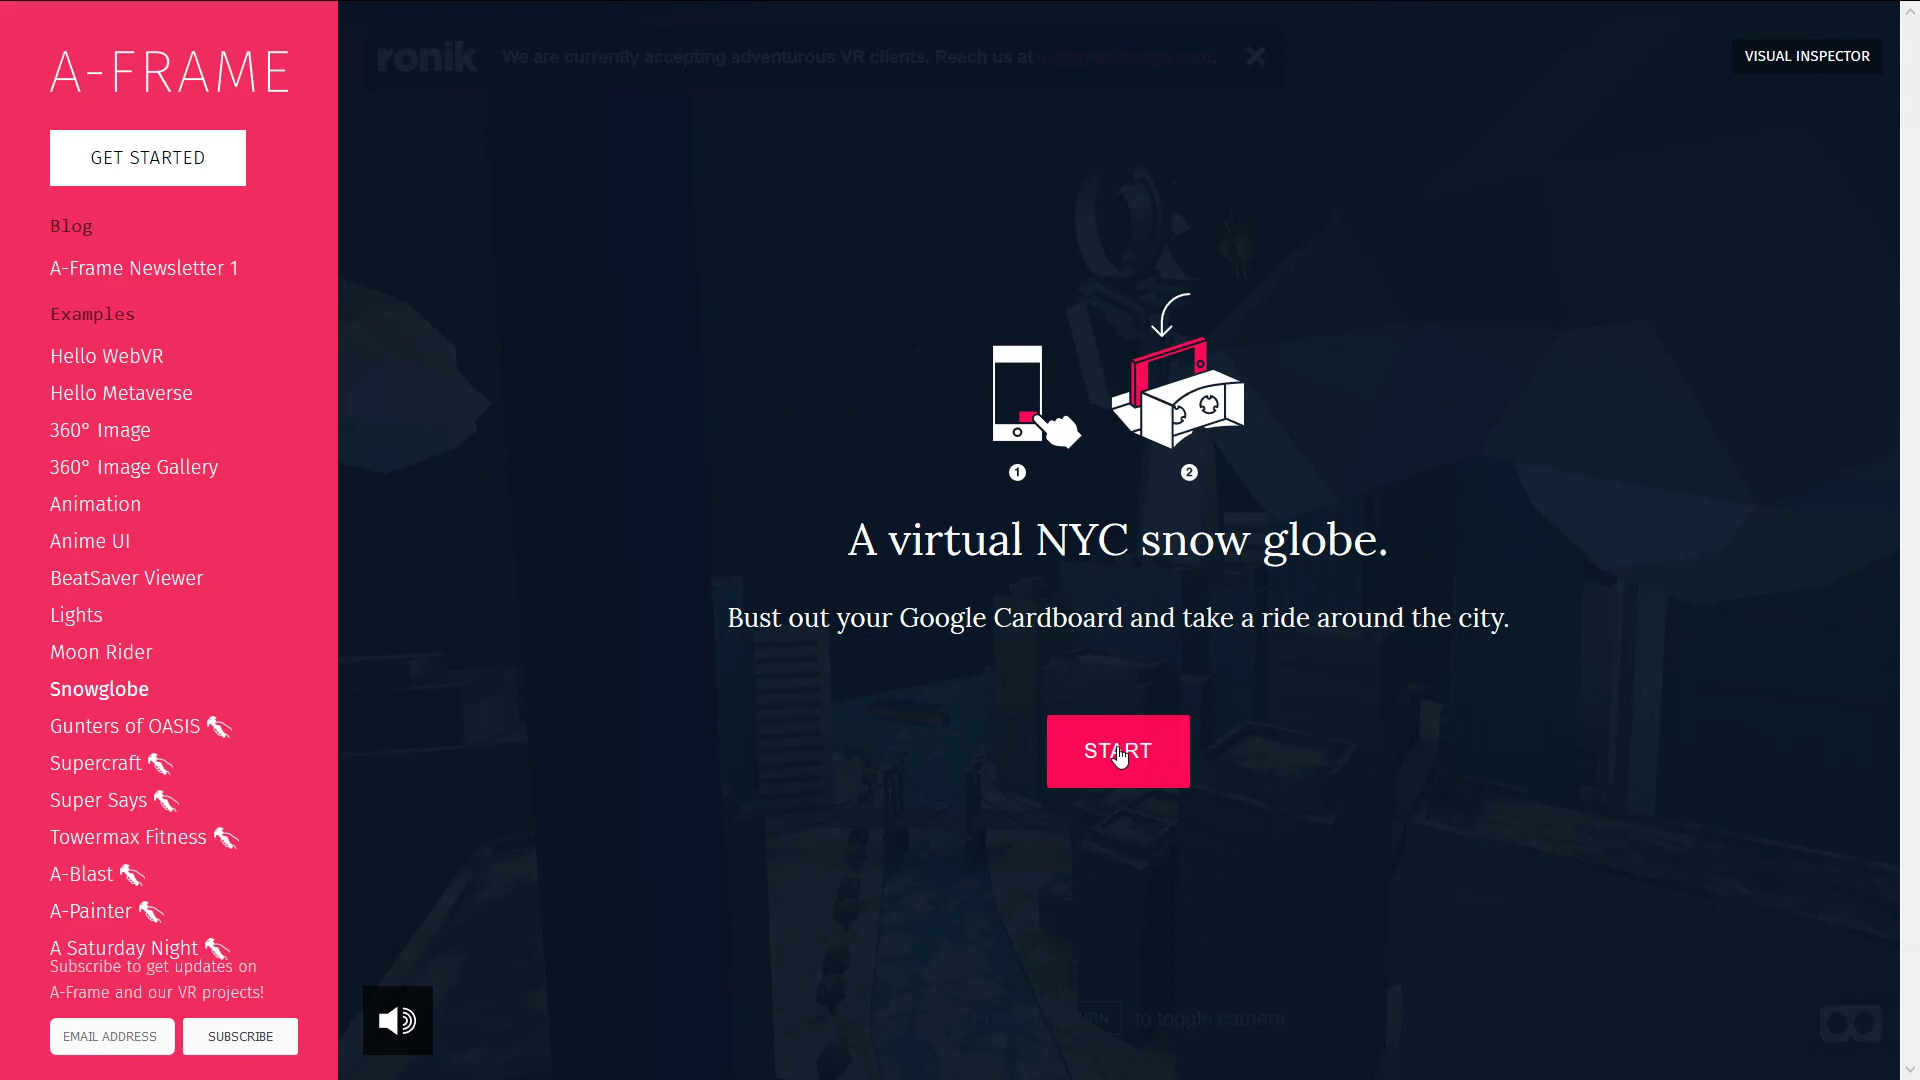 A-FRAME
GET STARTED
Blog
A-Frame Newsletter 1
Examples
Hello WebVR
Hello Metaverse
360° Image
360° Image Gallery
Animation
Anime UI
BeatSaver Viewer
Lights
Moon Rider
Snowglobe
Gunters of OASIS
Supercraft
Super Says
Towermax Fitness
A-Blast
A-Painter
A Saturday Night
Subscribe to get updates on
A-Frame and our VR projects!
EMAIL ADDRESS
SUBSCRIBE
ronik
We are currently accepting adventurous VR clients. Reach us at
VISUAL INSPECTOR
1
2
A virtual NYC snow globe.
Bust out your Google Cardboard and take a ride around the city.
START
to toggle camera